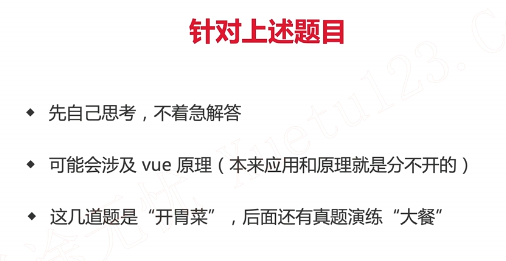 针对上述题目
◆ 先自己思考，不着急解答
◆ 可能会涉及 vue 原理（本来应用和原理就是分不开的）
◆ 这几道题是“开胃菜”，后面还有真题演练“大餐”